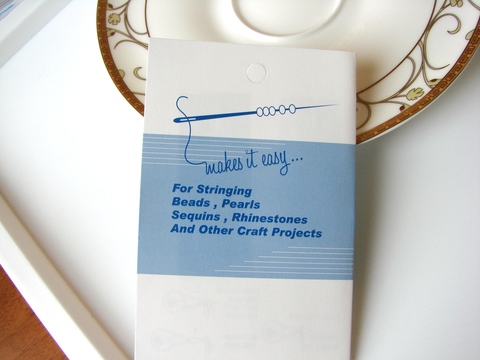 makes it easy...
For Stringing
Beads , Pearls
Sequins , Rhinestones
And Other Craft Projects